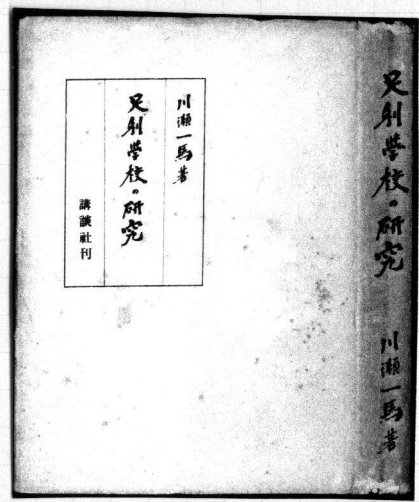 足利學校の研究
川瀬一馬著
川瀬一馬著
足利學校の研究
講談社刊